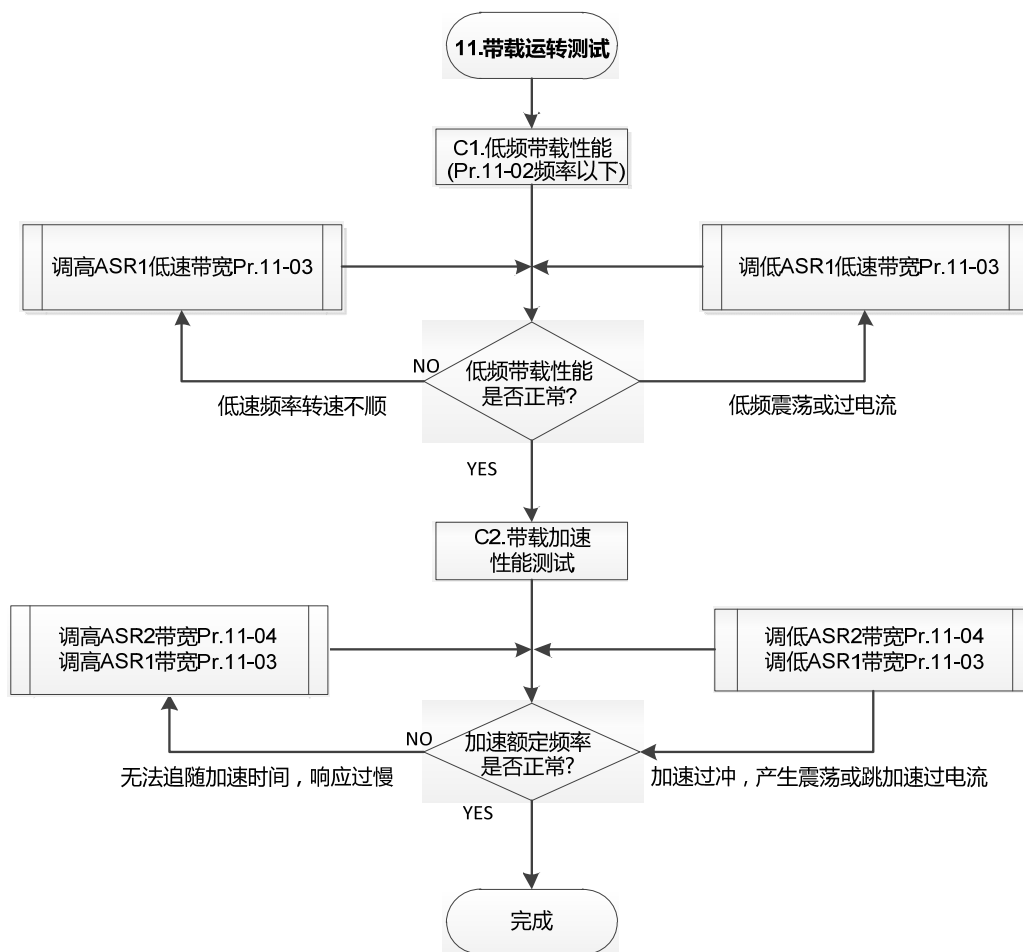 11.带载运转测试
C1.低频带载性能
(Pr.11-02频率以下)
调高ASR1低速带宽Pr.11-03
调低ASR1低速带宽Pr.11-03
NO
低频带载性能
是否正常?
低速频率转速不顺
低频震荡或过电流
YES
C2.带载加速
性能测试
调高ASR2带宽Pr.11-04
调高ASR1带宽Pr.11-03
调低ASR2带宽Pr.11-04
调低ASR1带宽Pr.11-03
NO
加速额定频率
是否正常?
无法追随加速时间，响应过慢
加速过冲，产生震荡或跳加速过电流
YES
完成